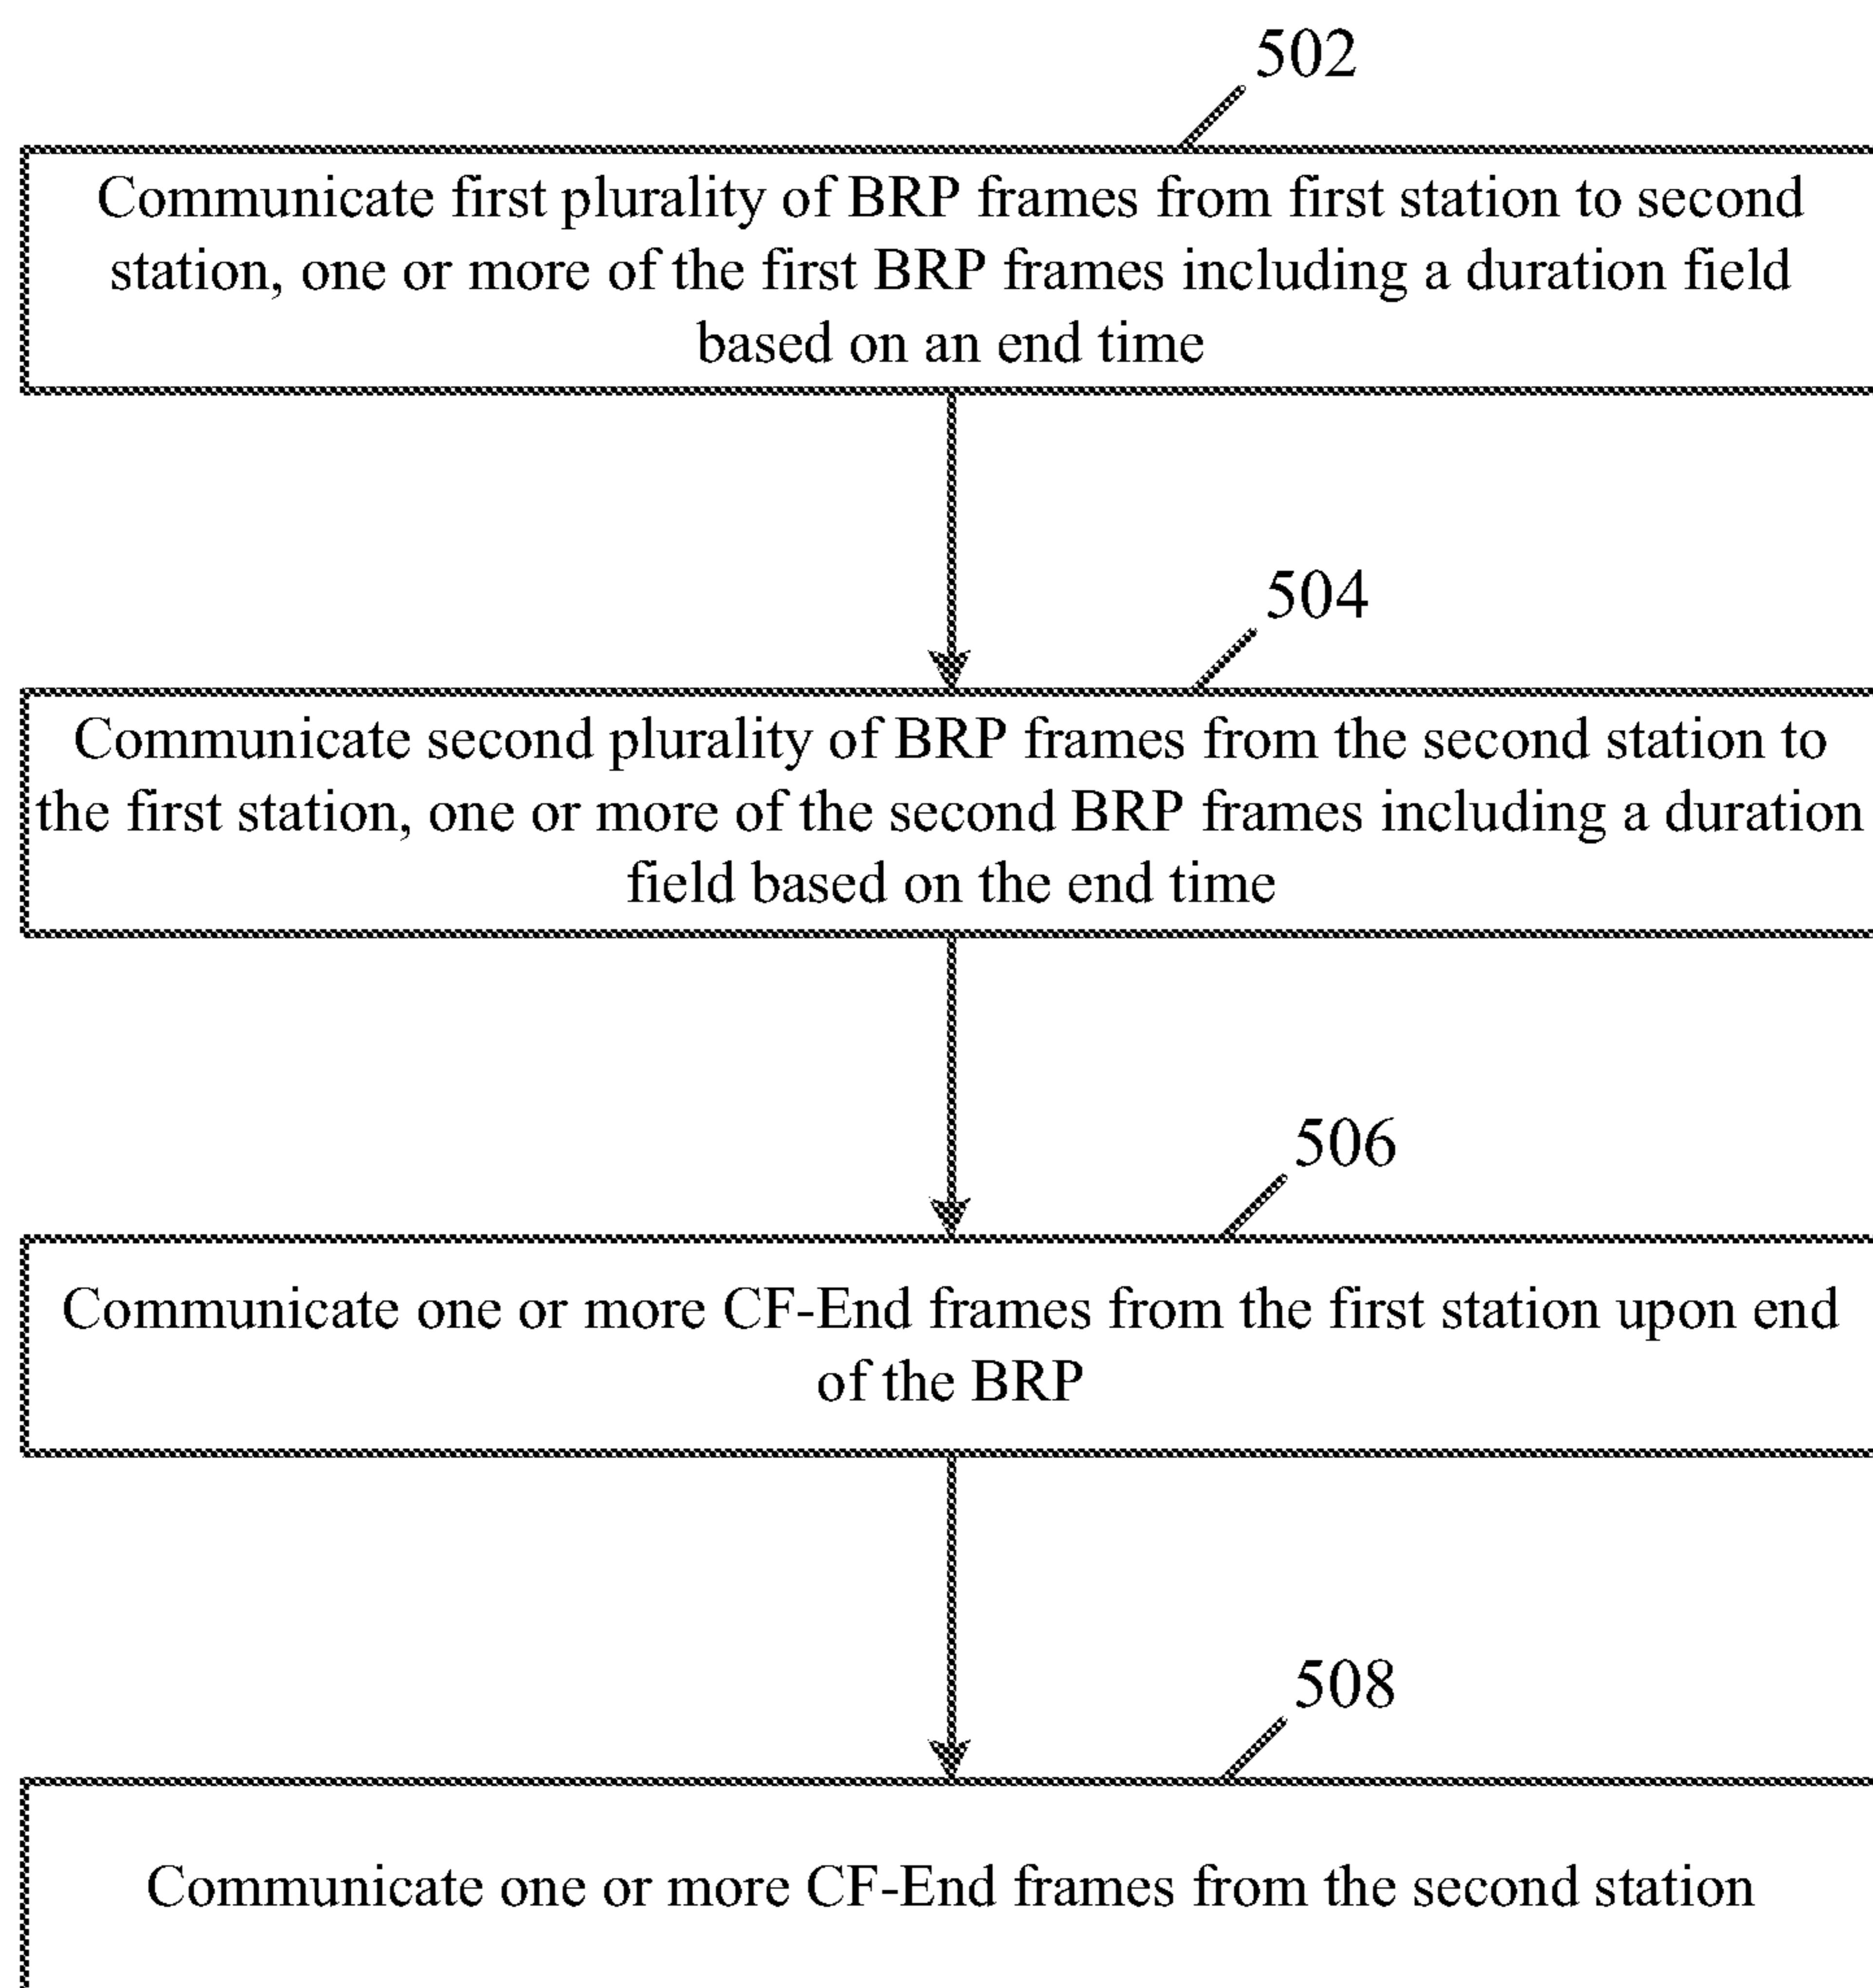 502
Communicate first plurality of BRP frames from first station to second
station, one or more of the first BRP frames including a duration field
based on an end time
504
Communicate second plurality of BRP frames from the second station to
the first station, one or more of the second BRP frames including a duration
field based on the end time
506
Communicate one or more CF-End frames from the first station upon end
of the BRP
508
Communicate one or more CF-End frames from the second station